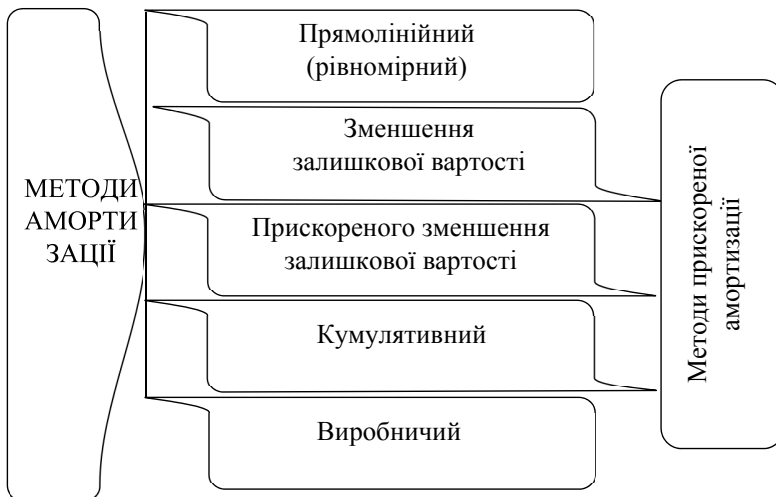 МЕТОДИ
АМОРТИ
ЗАЦІЇ
Прямолінійний
(рівномірний)
Зменшення
залишкової вартості
Прискореного зменшення
залишкової вартості
Кумулятивний
Виробничий
Методи прискореної
амортизації